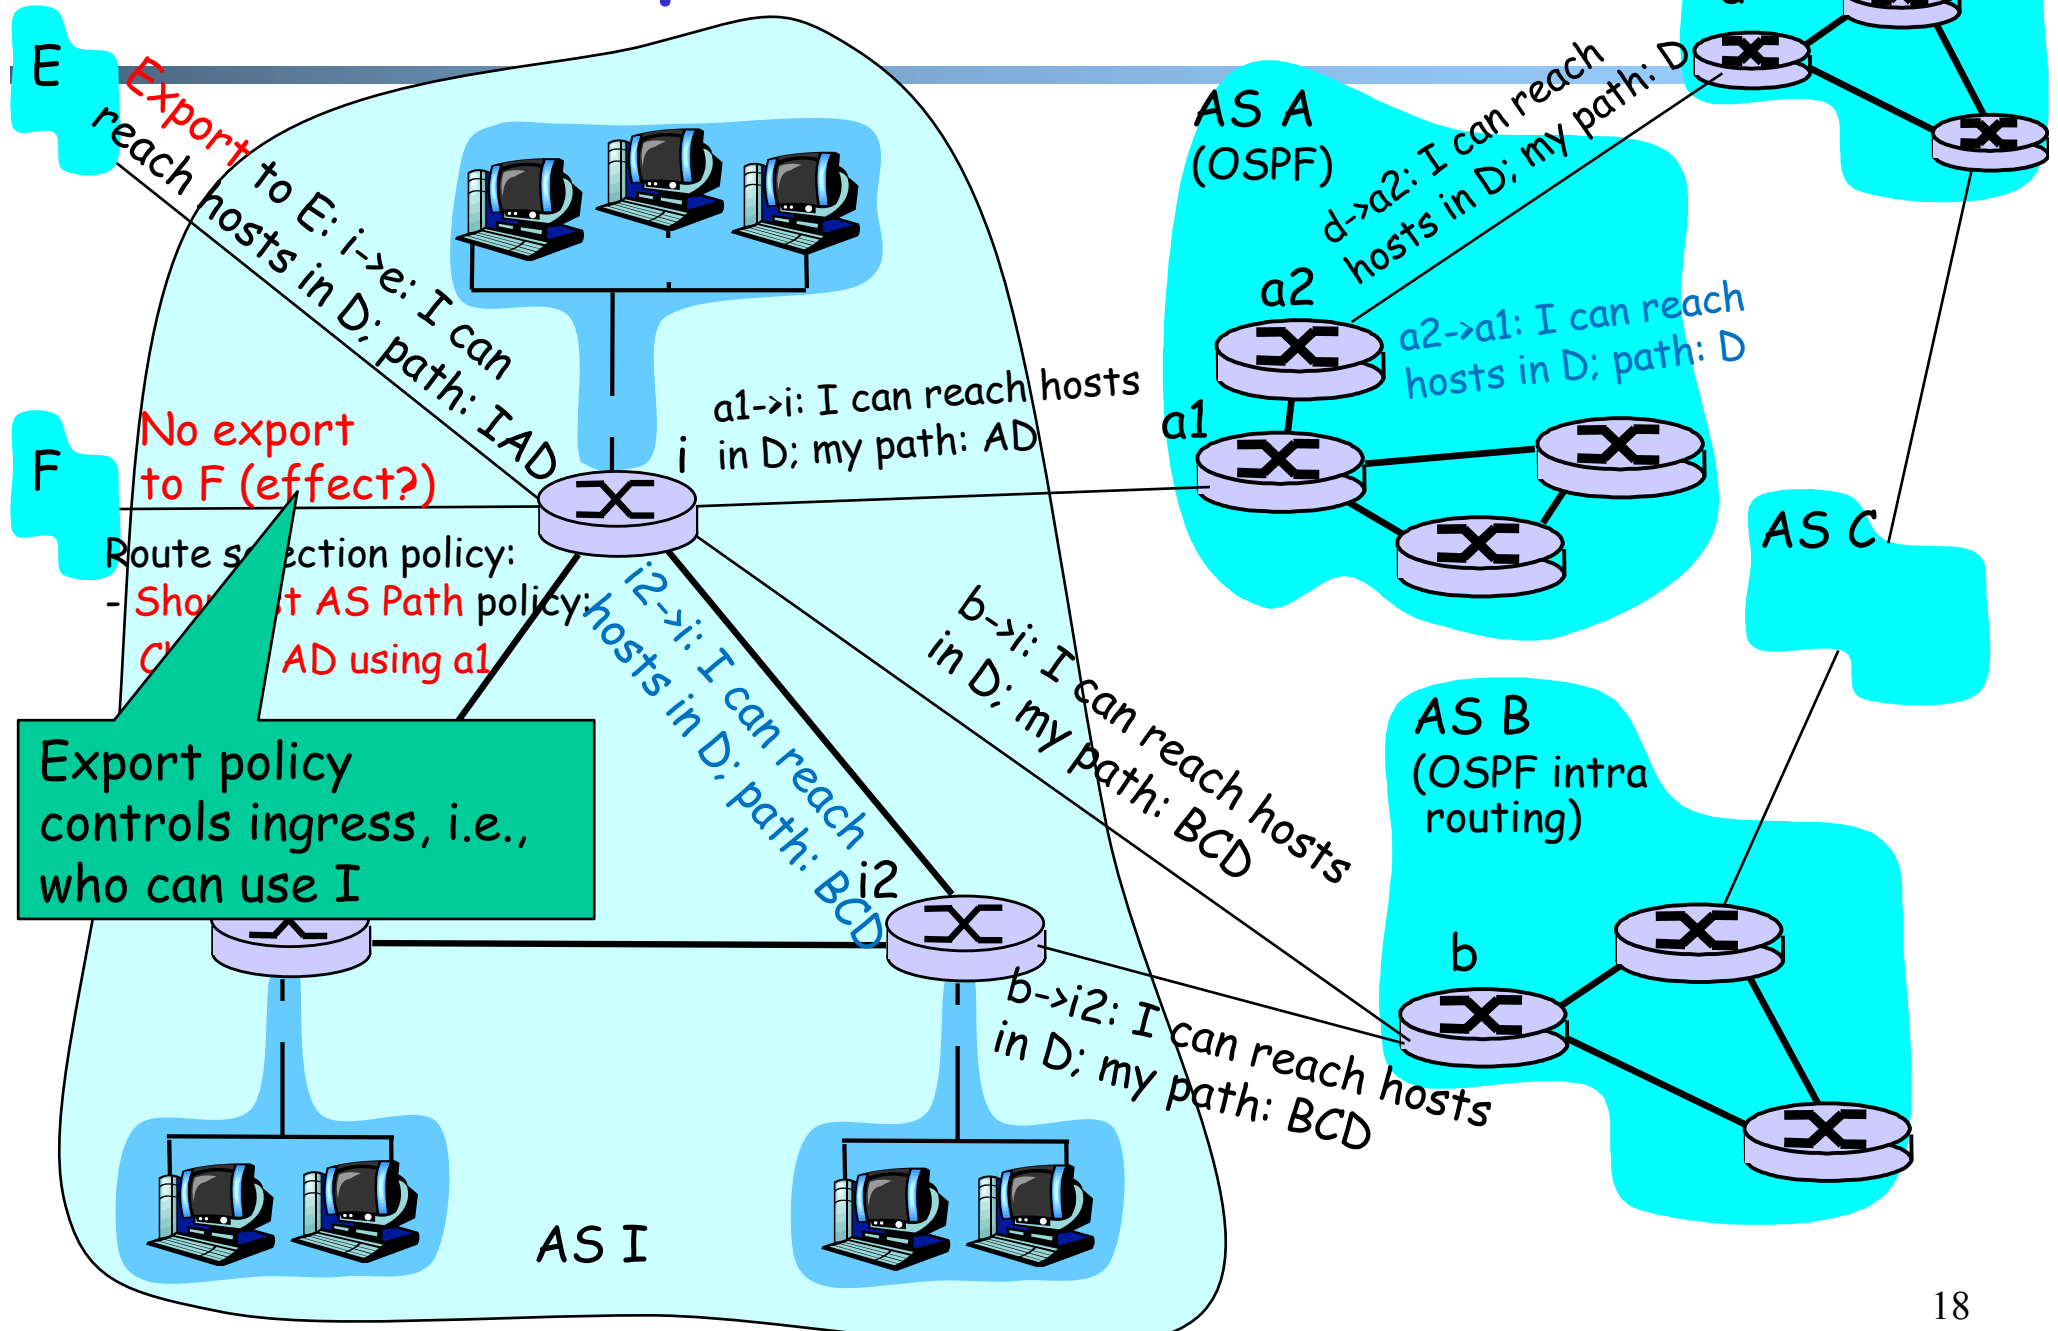 E
Export to E: i->e: I can
reach hosts in D; path: IAD
AS A
(OSPF)
d->a2: I can reach
hosts in D; my path: D
a2
a2->a1: I can reach
hosts in D; path: D
a1
a1->i: I can reach hosts
in D; my path: AD
i
F
No export
to F (effect?)
Route selection policy:
- Shortest AS Path policy:
AD using a1
i2->i: I can reach
hosts in D; path: BCD
b->i: I can reach hosts
in D; my path: BCD
AS C
AS B
(OSPF intra
routing)
Export policy
controls ingress, i.e.,
who can use I
i2
b
b->i2: I can reach hosts
in D; my path: BCD
AS I
18